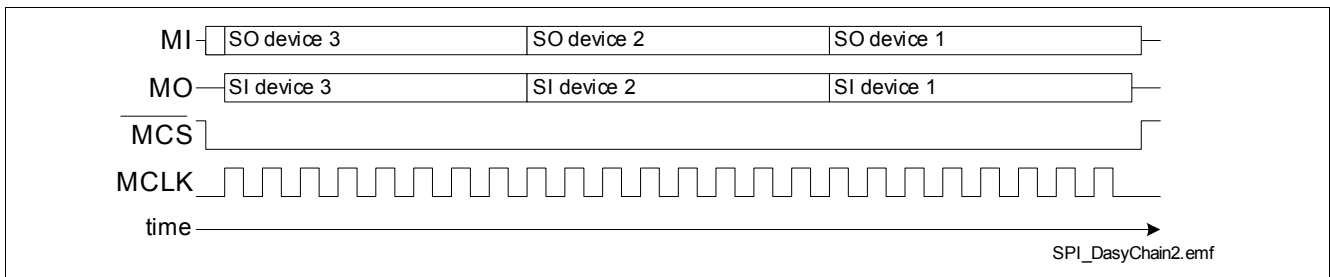 MI SO device 3 SO device 2 SO device 1
MO SI device 3 SI device 2 SI device 1
MCS
MCLK
time
SPI_DasyChain2.emf